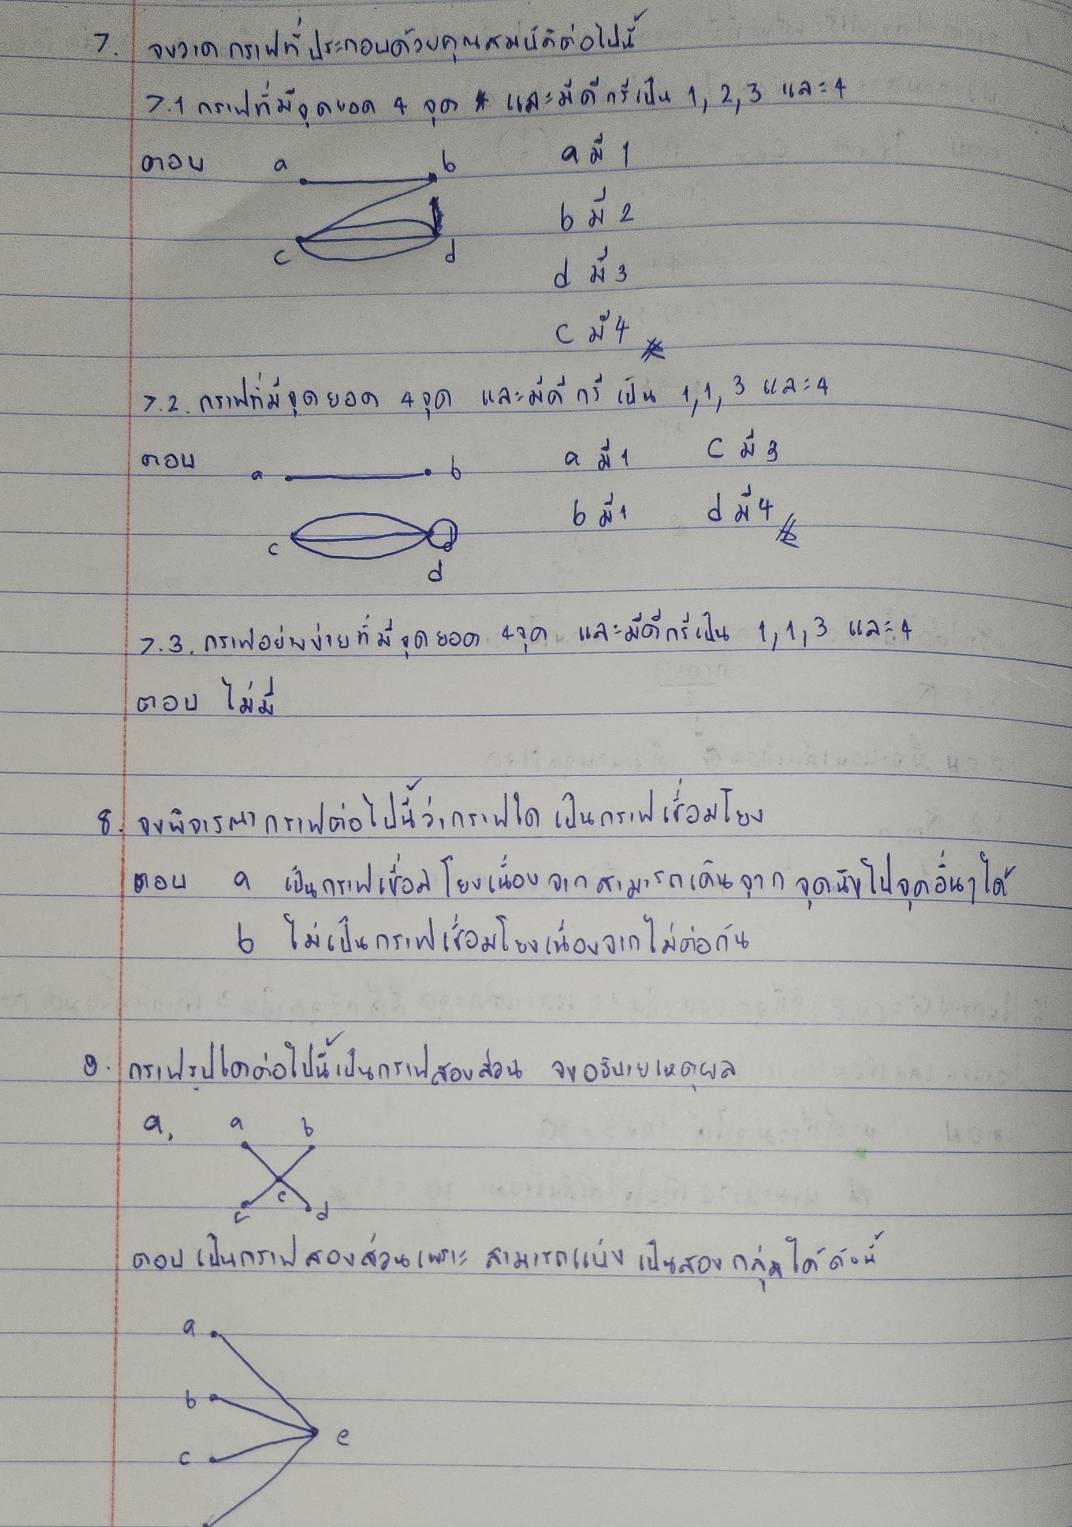 7. จงวาดกราฟที่ประกอบด้วยคุณสมบัติต่อไปนี้
7.1 กราฟที่มีจุดยอด 4 จุด และมีดีกรีเป็น 1, 2, 3 และ 4
ตอบ a b a มี 1
b มี 2
c d d มี 3
c มี 4
7.2. กราฟที่มีจุดยอด 4 จุด และมีดีกรี เป็น 1, 1, 3 และ 4
ตอบ a b a มี 1 c มี 3
b มี 1 d มี 4
c
d
7.3. กราฟอย่างง่ายที่มีจุดยอด 4 จุด และมีดีกรีเป็น 1, 1, 3 และ 4
ตอบ ไม่มี
8. จงพิจารณากราฟต่อไปนี้ว่ากราฟใด เป็นกราฟเชื่อมโยง
ตอบ a เป็นกราฟเชื่อมโยงเนื่องจากสามารถเดินจากจุดนึงไปจุดอื่นๆได้
b ไม่เป็นกราฟเชื่อมโยงเนื่องจากไม่ต่อกัน
9. กราฟรูปใดต่อไปนี้เป็นกราฟสองส่วน จงอธิบายเหตุผล
a. a b
e
c d
ตอบ เป็นกราฟสองส่วนเพราะ สามารถแบ่งเป็นสองกลุ่มได้ดังนี้
a
b
e
c